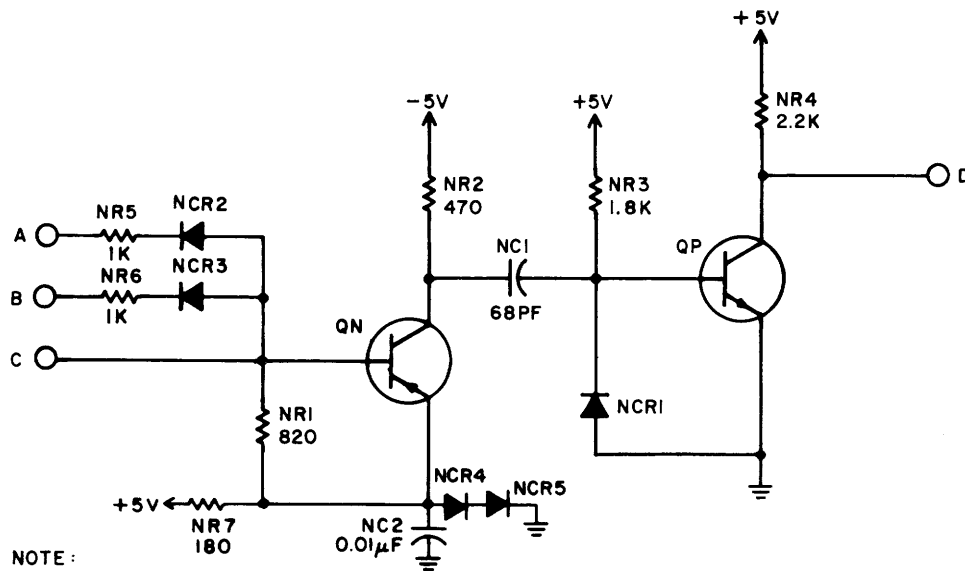 +5V
NR4
2.2K
D
-5V
+5V
NR2
470
NR3
1.8K
NC1
68PF
QP
NR5
NCR2
A
1K
NR6
NCR3
B
1K
QN
C
NR1
820
NCR1
NCR4
NCR5
+5V
NR7
180
NC2
0.01µF
NOTE: